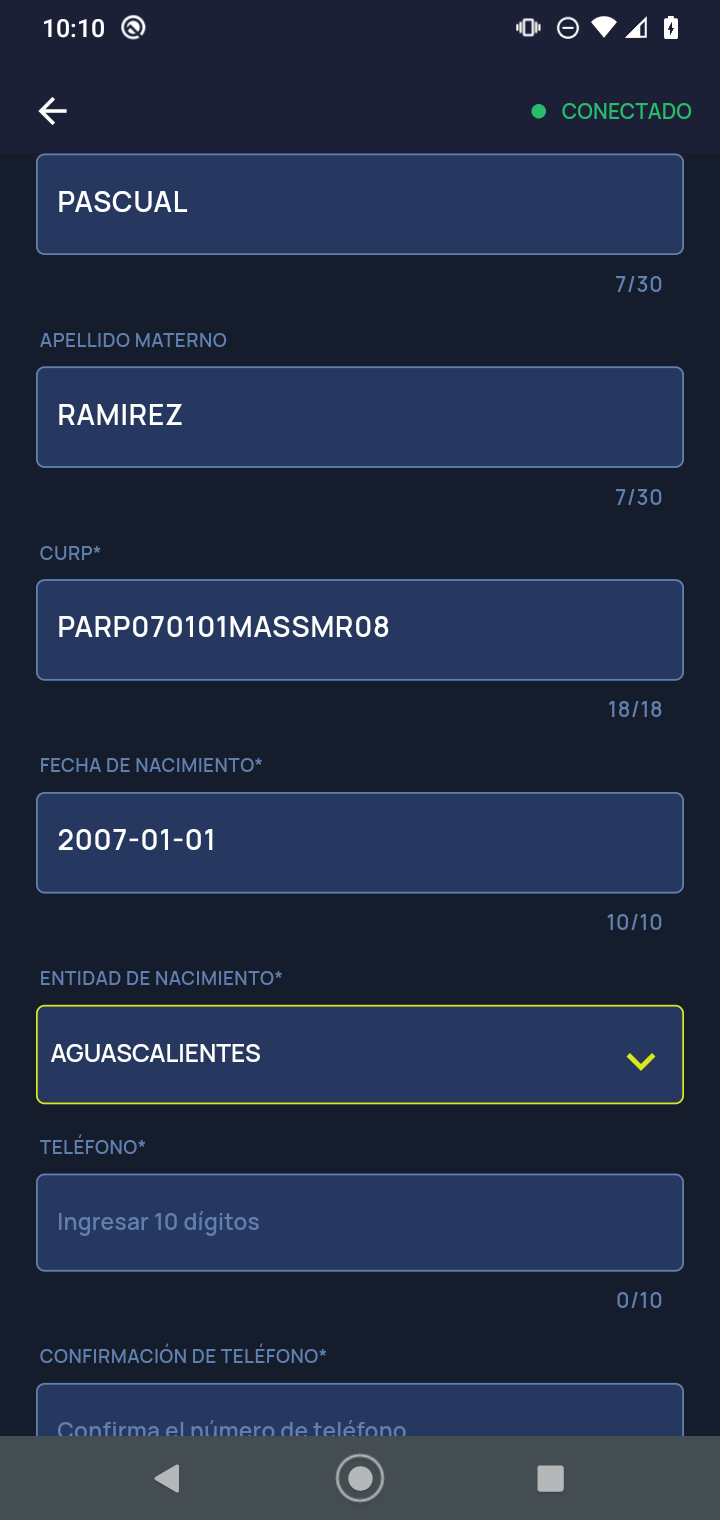 10:10
CONECTADO
PASCUAL
7/30
APELLIDO MATERNO
RAMIREZ
7/30
CURP*
PARP070101MASSMR08
18/18
FECHA DE NACIMIENTO*
2007-01-01
10/10
ENTIDAD DE NACIMIENTO*
AGUASCALIENTES
TELÉFONO*
Ingresar 10 dígitos
0/10
CONFIRMACIÓN DE TELÉFONO*
Confirma el número de teléfono